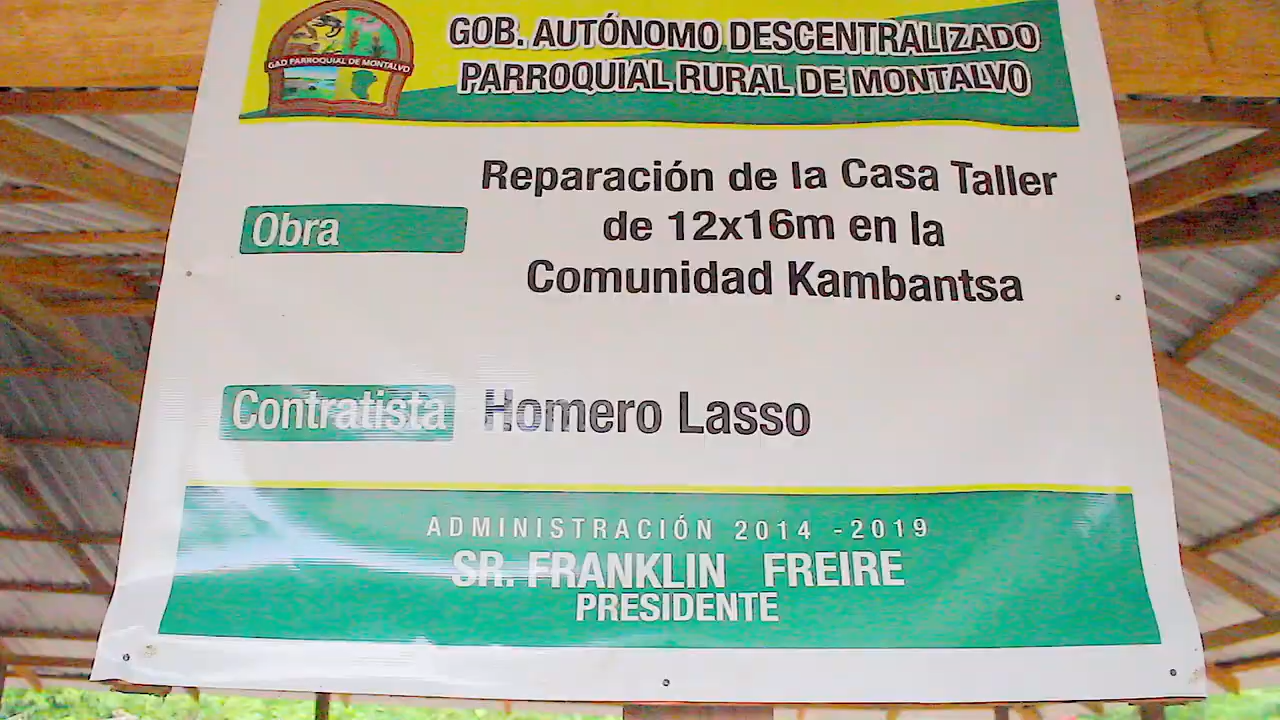 GAD PARROQUIAL DE MONTALVO
GOB. AUTÓNOMO DESCENTRALIZADO
PARROQUIAL RURAL DE MONTALVO
Obra
Reparación de la Casa Taller
de 12x16m en la
Comunidad Kambantsa
Contratista Homero Lasso
ADMINISTRACIÓN 2014 -2019
SR. FRANKLIN FREIRE
PRESIDENTE